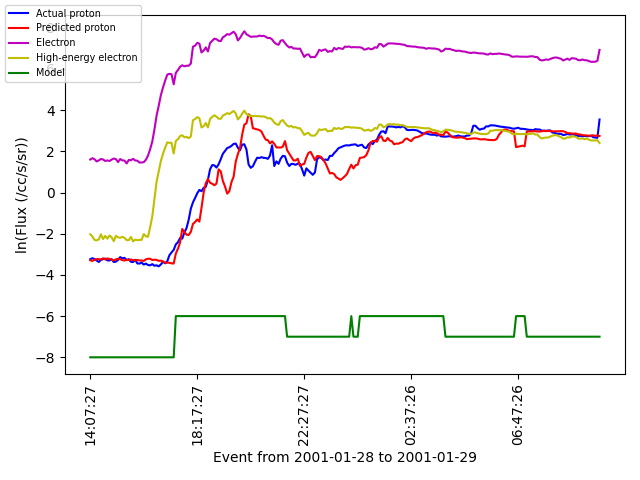 Actual proton
Predicted proton
Electron
High-energy electron
Model
8
6
4
2
0
−2
−4
−6
−8
ln(Flux (/cc/s/sr))
14:07:27
18:17:27
22:27:27
02:37:26
06:47:26
Event from 2001-01-28 to 2001-01-29